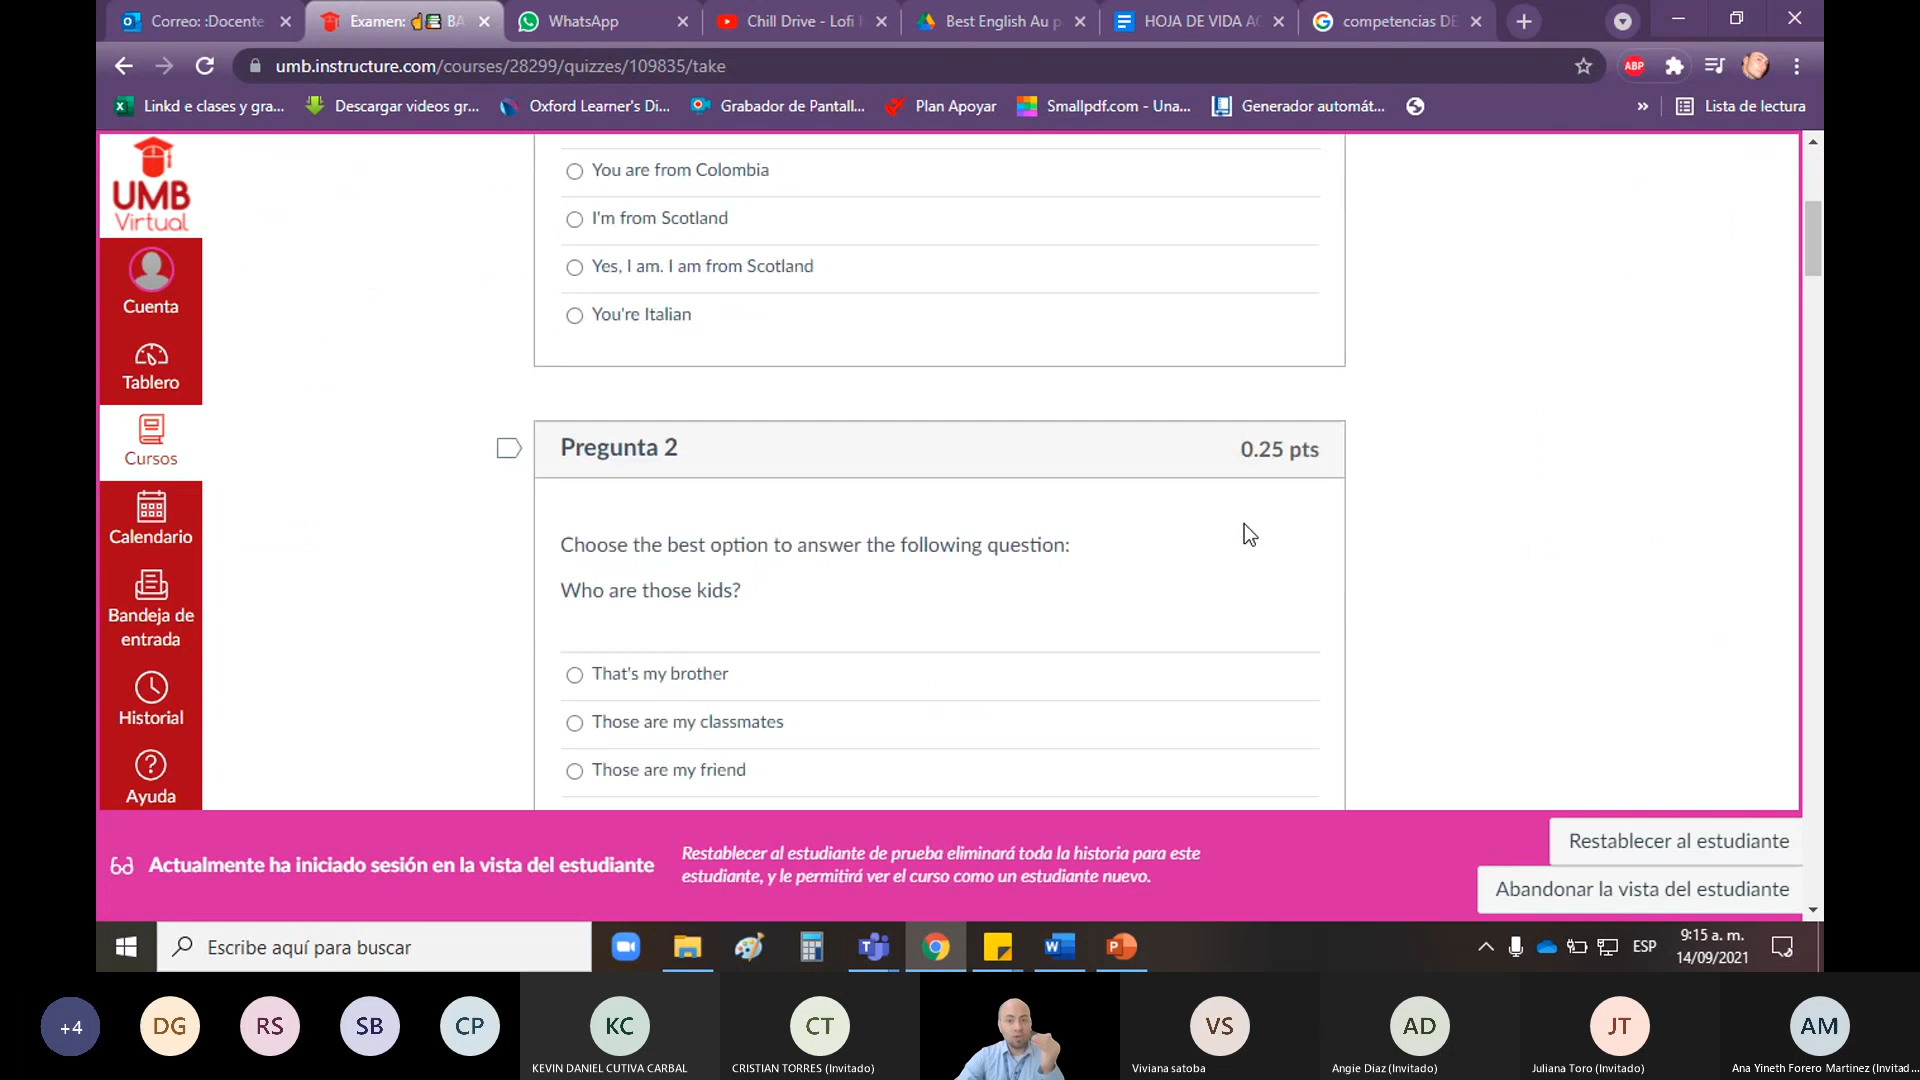 Correo: :Docente
Examen: BA
WhatsApp
Chill Drive - Lofi
Best English Au p
HOJA DE VIDA AC
competencias DE
umb.instructure.com/courses/28299/quizzes/109835/take
ABP
Linkd e clases y gra...
Descargar videos gr...
Oxford Learner's Di...
Grabador de Pantall...
Plan Apoyar
Smallpdf.com - Una...
Generador automát...
»
Lista de lectura
UMB
Virtual
Cuenta
Tablero
Cursos
Calendario
Bandeja de
entrada
Historial
Ayuda
You are from Colombia
I'm from Scotland
Yes, I am. I am from Scotland
You're Italian
Pregunta 2
0.25 pts
Choose the best option to answer the following question:
Who are those kids?
That's my brother
Those are my classmates
Those are my friend
Actualmente ha iniciado sesión en la vista del estudiante
Restablecer al estudiante de prueba eliminará toda la historia para este
estudiante, y le permitirá ver el curso como un estudiante nuevo.
Restablecer al estudiante
Abandonar la vista del estudiante
Escribe aquí para buscar
ESP
9:15 a. m.
14/09/2021
+4
DG
RS
SB
CP
KC
CT
VS
AD
JT
AM
KEVIN DANIEL CUTIVA CARBAL
CRISTIAN TORRES (Invitado)
Viviana satoba
Angie Diaz (Invitado)
Juliana Toro (Invitado)
Ana Yineth Forero Martinez (Invitad...